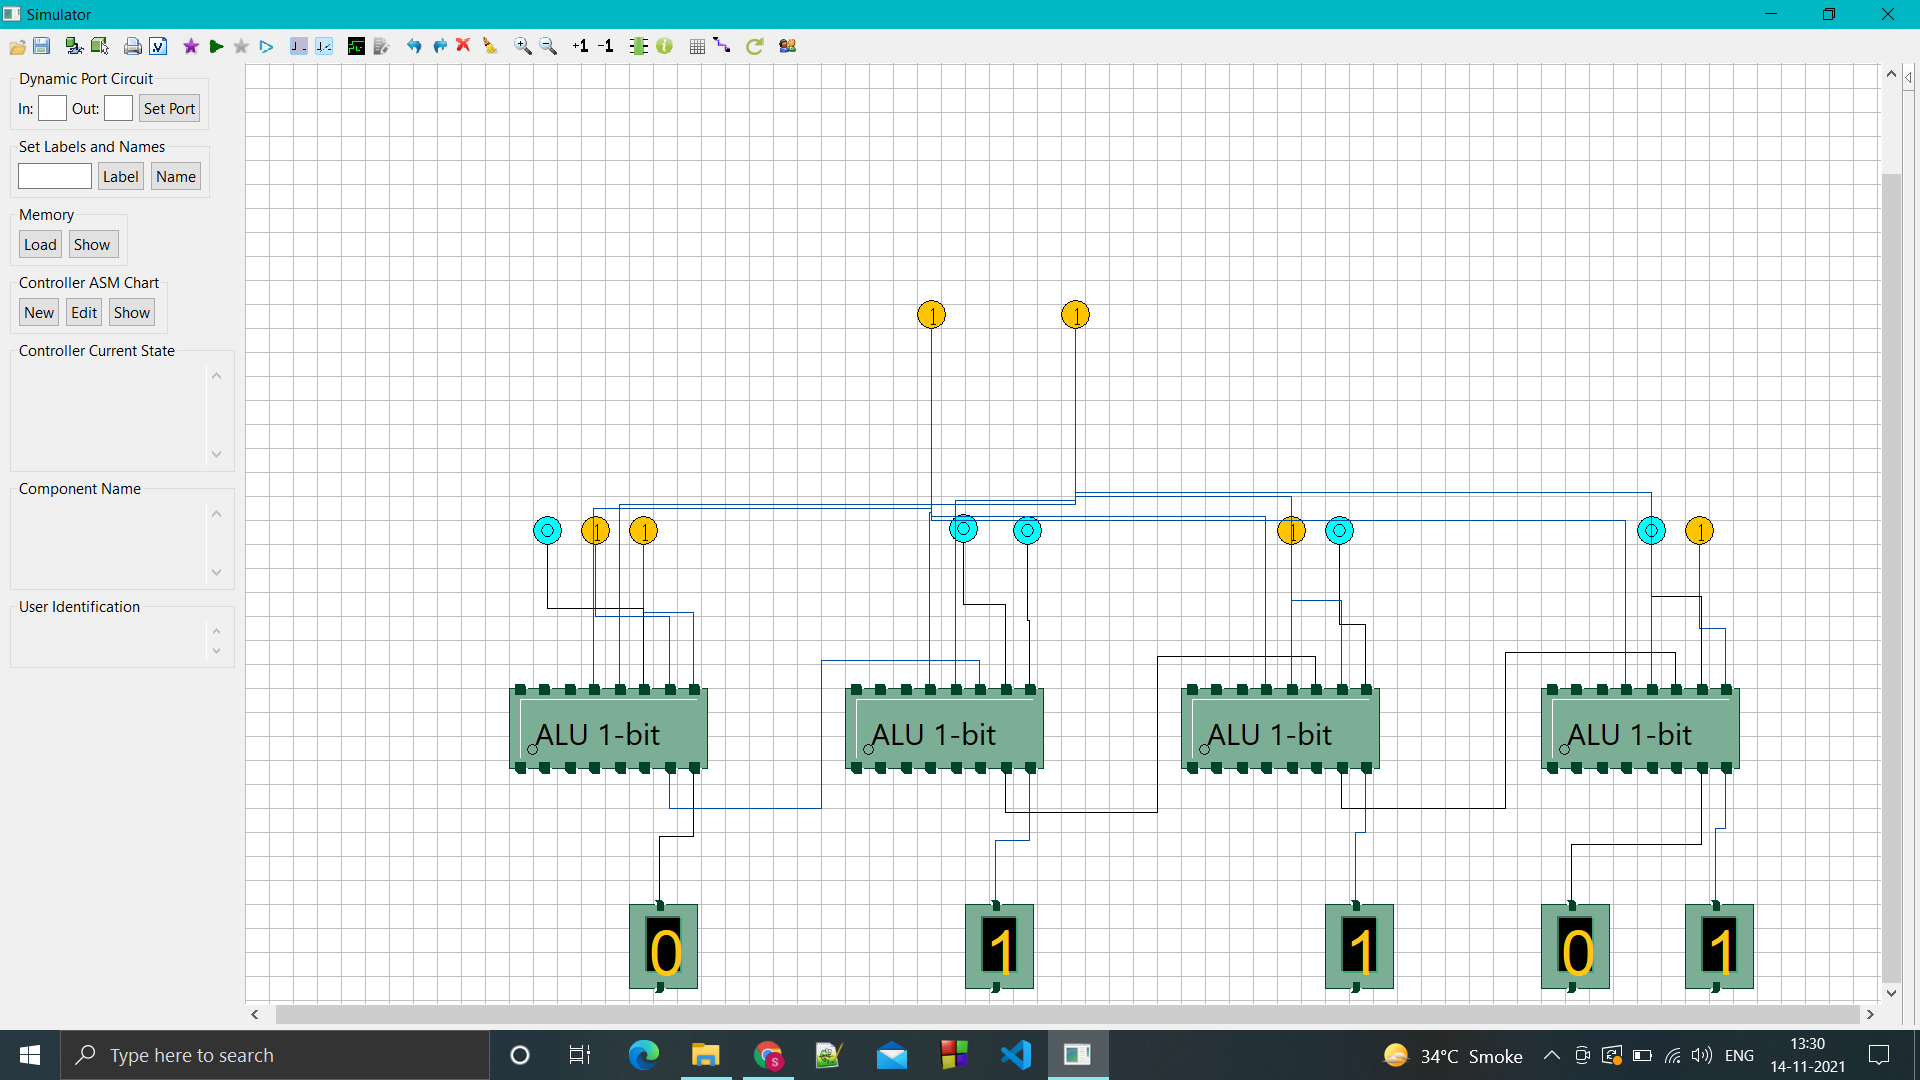 Simulator
+1 -1
Dynamic Port Circuit
In: Out: Set Port
Set Labels and Names
Label Name
Memory
Load Show
Controller ASM Chart
New Edit Show
Controller Current State
Component Name
User Identification
1 1
0 1 1 0 0 1 0 0 1
ALU 1-bit ALU 1-bit ALU 1-bit ALU 1-bit
0 1 1 0 1
Type here to search
34°C Smoke
ENG
13:30
14-11-2021